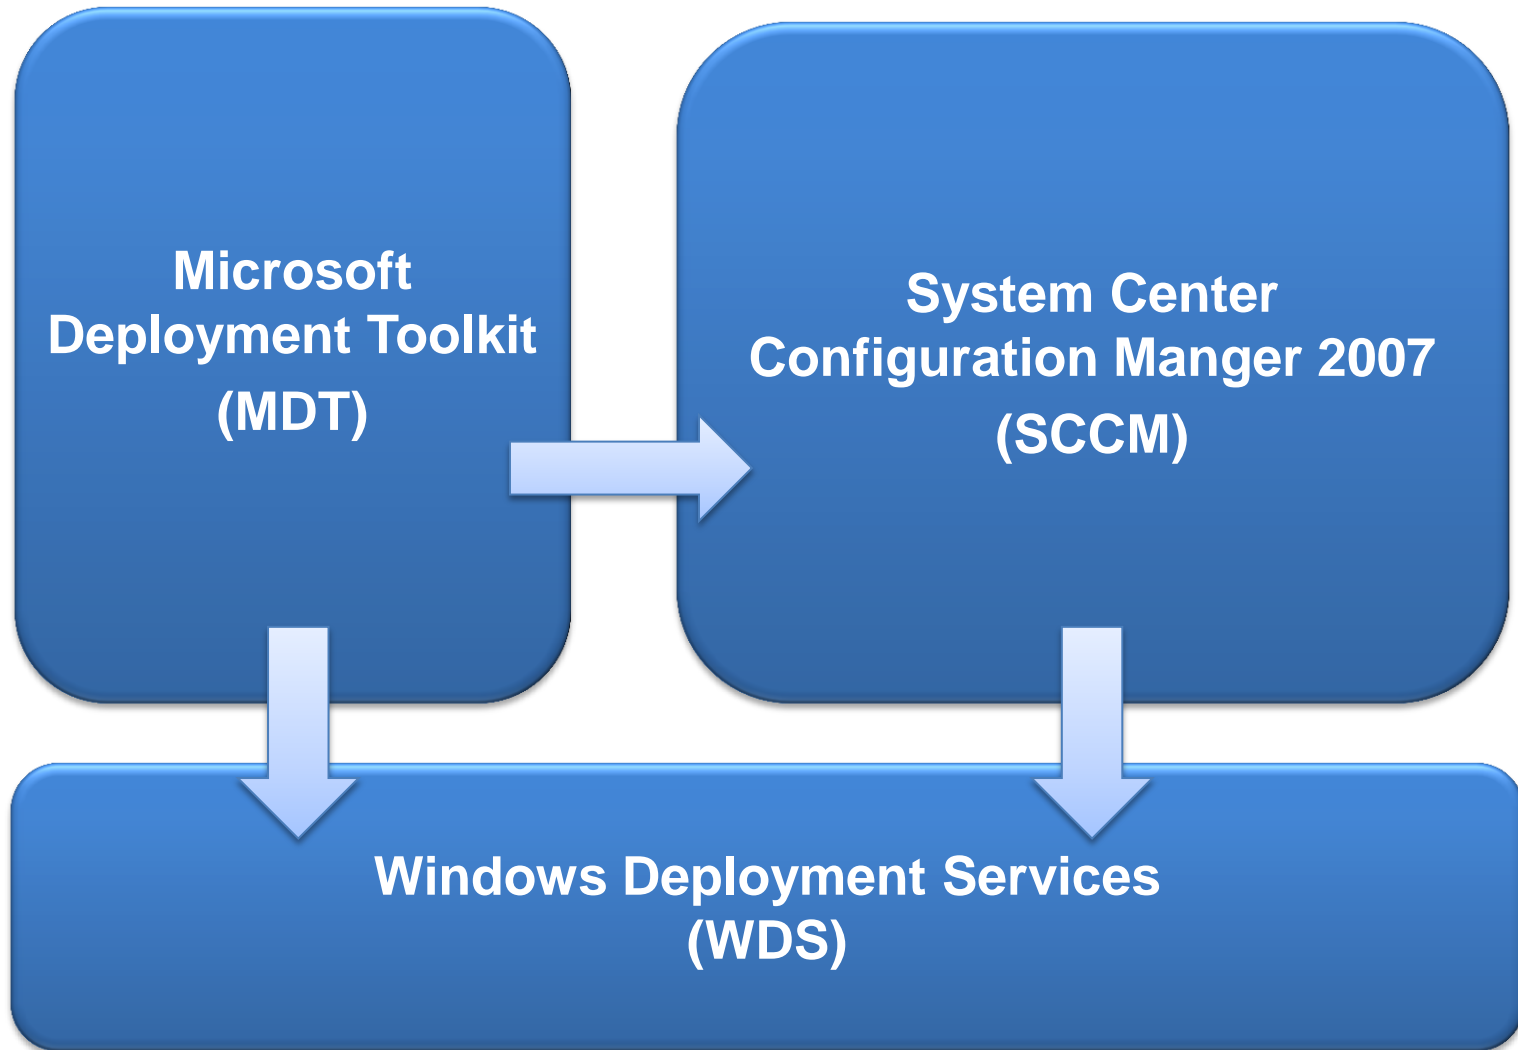 Microsoft
Deployment Toolkit
(MDT)
System Center
Configuration Manger 2007
(SCCM)
Windows Deployment Services
(WDS)